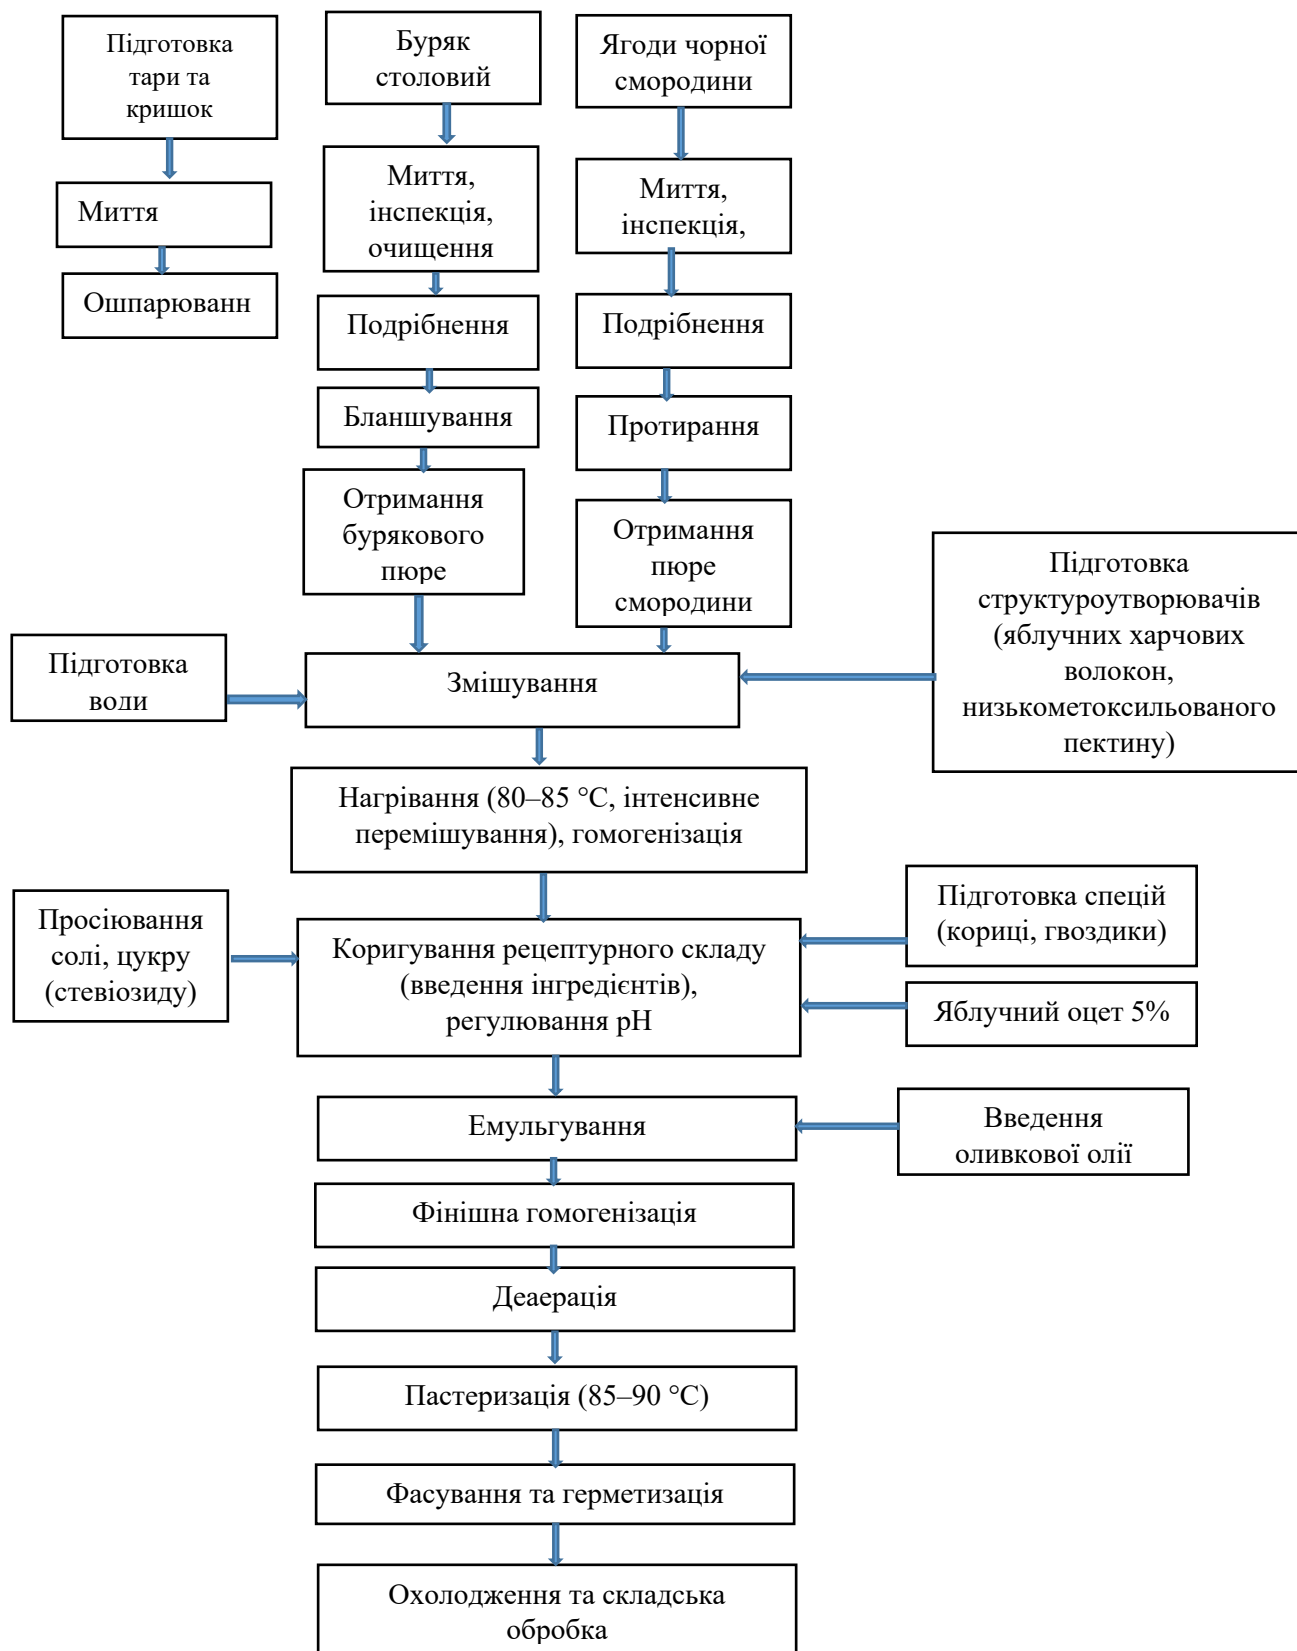 Підготовка
тари та
кришок
Миття
Ошпарюванн
Буряк
столовий
Миття,
інспекція,
очищення
Подрібнення
Бланшування
Отримання
бурякового
пюре
Ягоди чорної
смородини
Миття,
інспекція,
Подрібнення
Протирання
Отримання
пюре
смородини
Підготовка
структуроутворювачів
(яблучних харчових
волокон,
низькометоксильованого
пектину)
Підготовка
води
Змішування
Нагрівання (80–85 °C, інтенсивне
перемішування), гомогенізація
Просіювання
солі, цукру
(стевіозиду)
Коригування рецептурного складу
(введення інгредієнтів),
регулювання pH
Підготовка спецій
(кориці, гвоздики)
Яблучний оцет 5%
Емульгування
Введення
оливкової олії
Фінішна гомогенізація
Деаерація
Пастеризація (85–90 °C)
Фасування та герметизація
Охолодження та складська
обробка